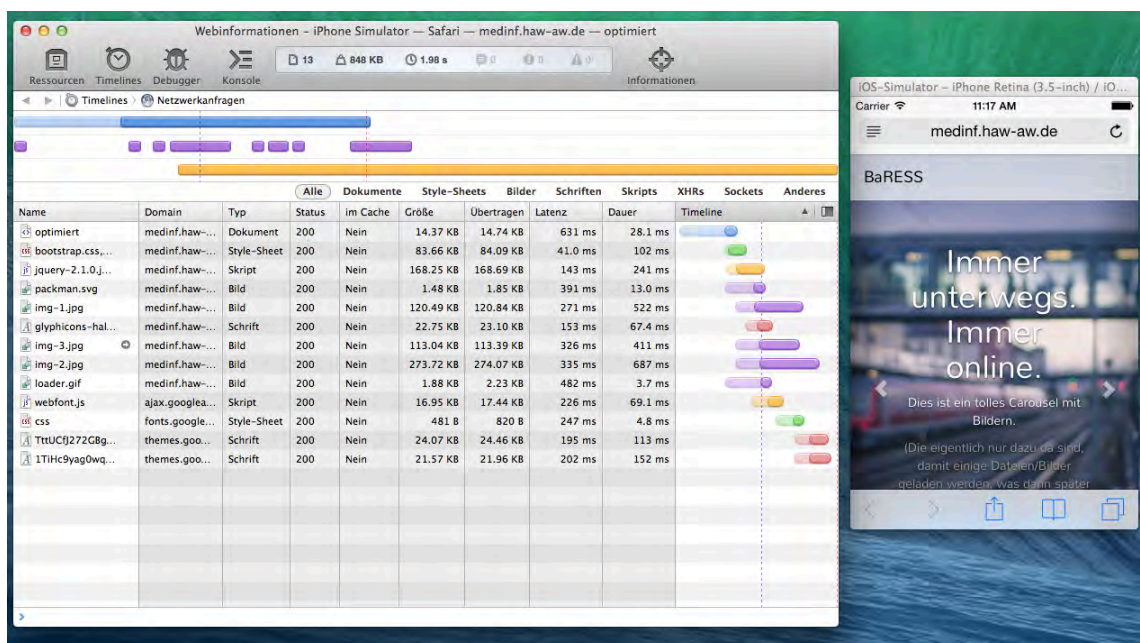 Webinformationen – iPhone Simulator — Safari — medinf.haw-aw.de — optimiert
13 848 KB 1.98 s 0 0 0
Ressourcen Timelines Debugger Konsole Informationen
Timelines Netzwerkanfragen
Alle Dokumente Style-Sheets Bilder Schriften Skripts XHRs Sockets Anderes
Name Domain Typ Status im Cache Größe Übertragen Latenz Dauer Timeline
optimiert medinf.haw-... Dokument 200 Nein 14.37 KB 14.74 KB 631 ms 28.1 ms
bootstrap.css,... medinf.haw-... Style-Sheet 200 Nein 83.66 KB 84.09 KB 41.0 ms 102 ms
jquery-2.1.0.j... medinf.haw-... Skript 200 Nein 168.25 KB 168.69 KB 143 ms 241 ms
packman.svg medinf.haw-... Bild 200 Nein 1.48 KB 1.85 KB 391 ms 13.0 ms
img-1.jpg medinf.haw-... Bild 200 Nein 120.49 KB 120.84 KB 271 ms 522 ms
glyphicons-hal... medinf.haw-... Schrift 200 Nein 22.75 KB 23.10 KB 153 ms 67.4 ms
img-3.jpg medinf.haw-... Bild 200 Nein 113.04 KB 113.39 KB 326 ms 411 ms
img-2.jpg medinf.haw-... Bild 200 Nein 273.72 KB 274.07 KB 335 ms 687 ms
loader.gif medinf.haw-... Bild 200 Nein 1.88 KB 2.23 KB 482 ms 3.7 ms
webfont.js ajax.googlea... Skript 200 Nein 16.95 KB 17.44 KB 226 ms 69.1 ms
css fonts.google... Style-Sheet 200 Nein 481 B 820 B 247 ms 4.8 ms
TttUCfJ272GBg... themes.goo... Schrift 200 Nein 24.07 KB 24.46 KB 195 ms 113 ms
1TiHc9yag0wq... themes.goo... Schrift 200 Nein 21.57 KB 21.96 KB 202 ms 152 ms
iOS-Simulator – iPhone Retina (3.5-inch) / iO...
Carrier 11:17 AM
medinf.haw-aw.de
BaRESS
Immer
unterwegs.
Immer
online.
Dies ist ein tolles Carousel mit
Bildern.
(Die eigentlich nur dazu da sind,
damit einige Dateien/Bilder
geladen werden, was dann später